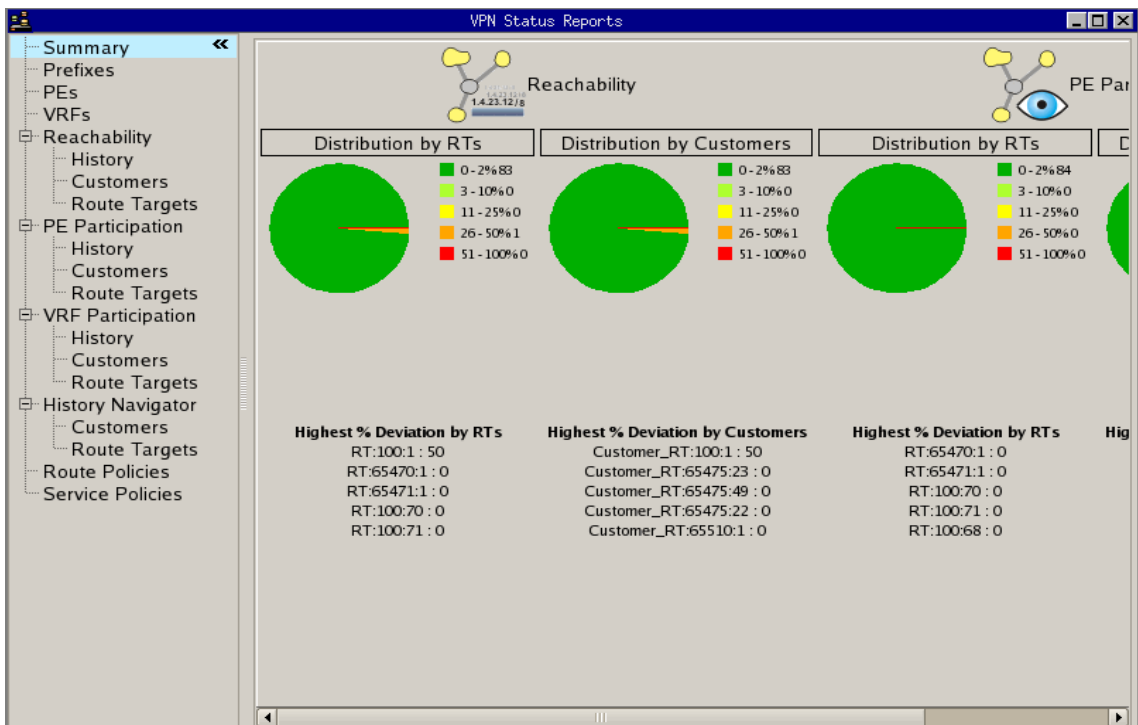 VPN Status Reports
Summary
Prefixes
PEs
VRFs
Reachability
History
Customers
Route Targets
PE Participation
History
Customers
Route Targets
VRF Participation
History
Customers
Route Targets
History Navigator
Customers
Route Targets
Route Policies
Service Policies
1.4.23.12/8
Reachability
PE Par
Distribution by RTs
0-2% 83
3-10% 0
11-25% 0
26-50% 1
51-100% 0
Distribution by Customers
0-2% 83
3-10% 0
11-25% 0
26-50% 1
51-100% 0
Distribution by RTs
0-2% 84
3-10% 0
11-25% 0
26-50% 0
51-100% 0
D
Highest % Deviation by RTs
RT:100:1 : 50
RT:65470:1 : 0
RT:65471:1 : 0
RT:100:70 : 0
RT:100:71 : 0
Highest % Deviation by Customers
Customer_RT:100:1 : 50
Customer_RT:65475:23 : 0
Customer_RT:65475:49 : 0
Customer_RT:65475:22 : 0
Customer_RT:65510:1 : 0
Highest % Deviation by RTs
RT:65470:1 : 0
RT:65471:1 : 0
RT:100:70 : 0
RT:100:71 : 0
RT:100:68 : 0
Hig